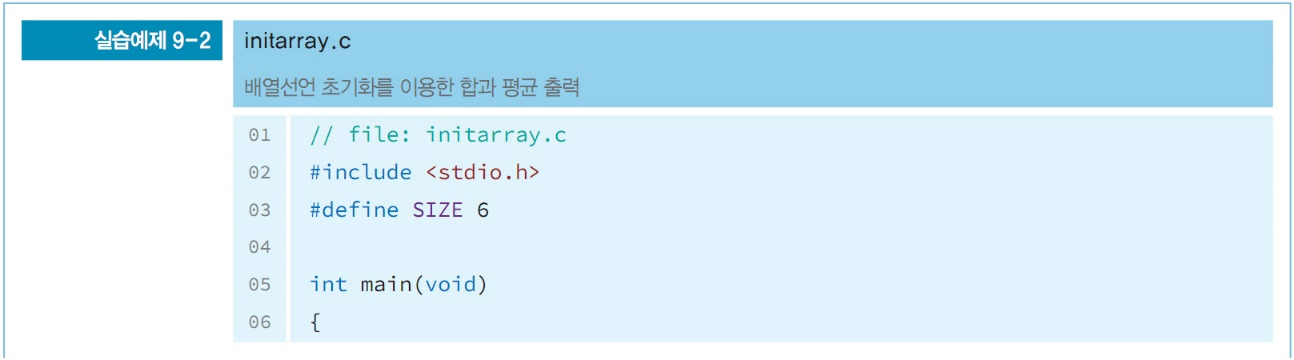 실습예제 9-2
initarray.c
배열선언 초기화를 이용한 합과 평균 출력
01 // file: initarray.c
02 #include <stdio.h>
03 #define SIZE 6
04
05 int main(void)
06 {